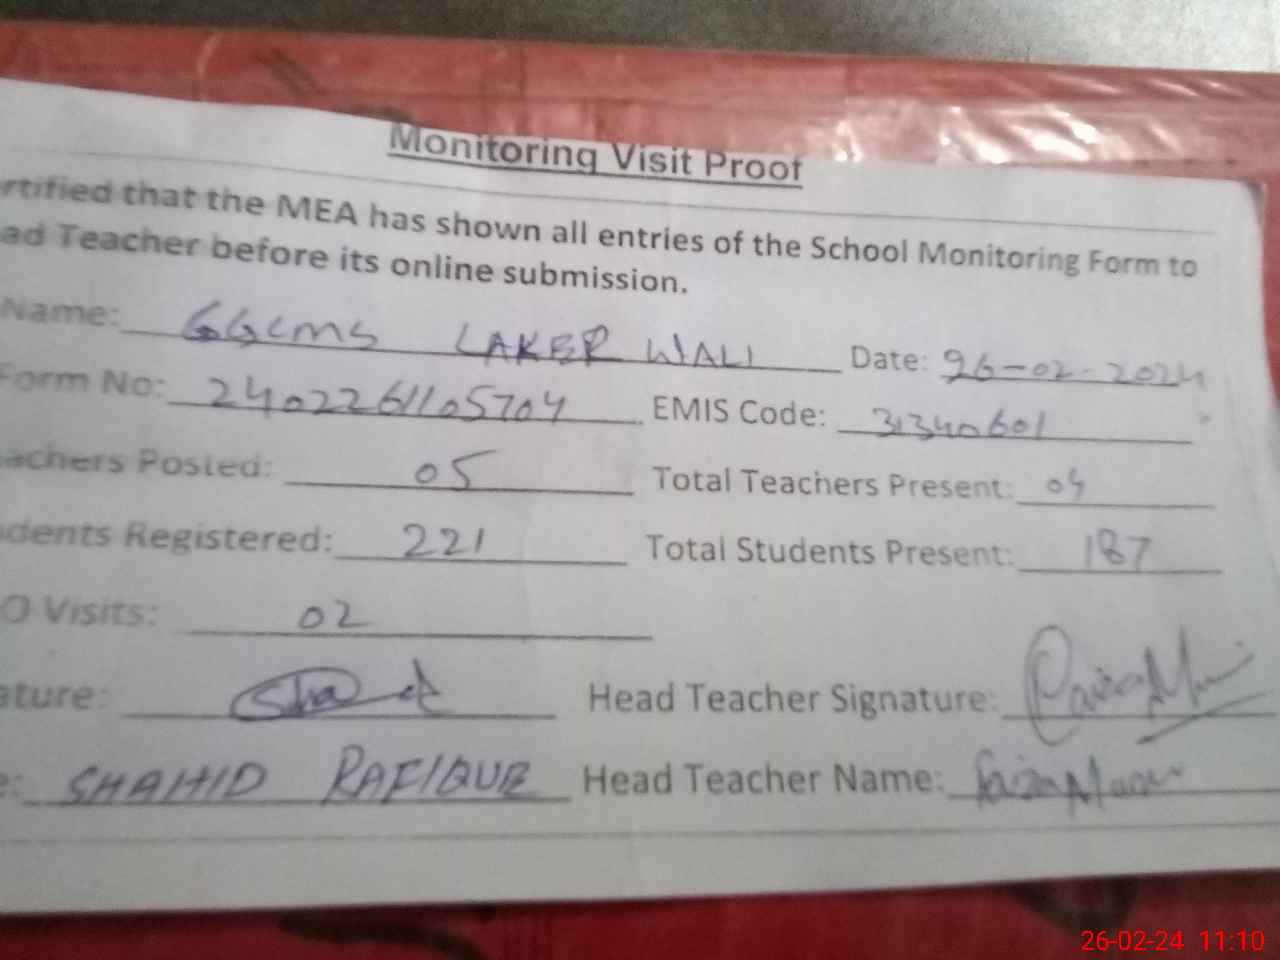 Monitoring Visit Proof
rtified that the MEA has shown all entries of the School Monitoring Form to
ad Teacher before its online submission.
Name: GGCMS LAKER WALI Date: 26-02-2024
Form No: 2402261105704 EMIS Code: 31340601
achers Posted: 05 Total Teachers Present: 04
dents Registered: 221 Total Students Present: 187
O Visits: 02
ature: Head Teacher Signature:
e: SHAHID RAFIQUE Head Teacher Name: Faiza
26-02-24 11:10